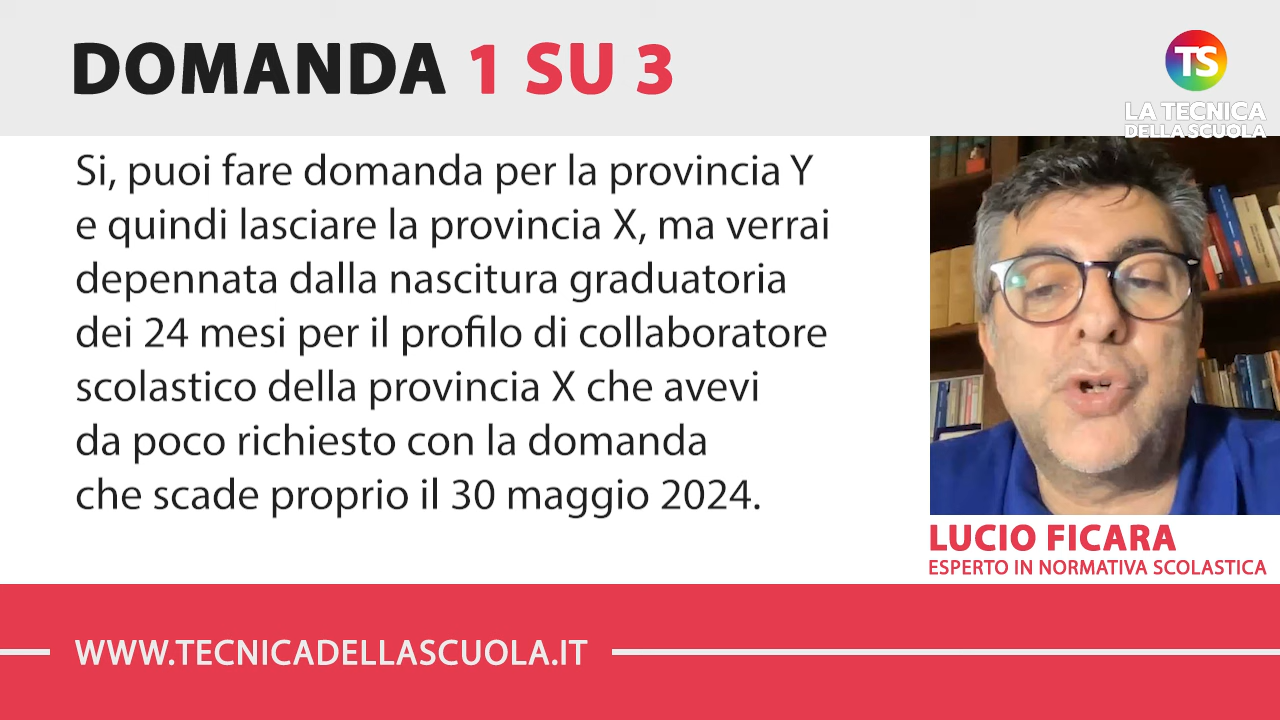 DOMANDA 1 SU 3
TS
LA TECNICA
DELLA SCUOLA
Si, puoi fare domanda per la provincia Y
e quindi lasciare la provincia X, ma verrai
depennata dalla nascitura graduatoria
dei 24 mesi per il profilo di collaboratore
scolastico della provincia X che avevi
da poco richiesto con la domanda
che scade proprio il 30 maggio 2024.
LUCIO FICARA
ESPERTO IN NORMATIVA SCOLASTICA
WWW.TECNICADELLASCUOLA.IT